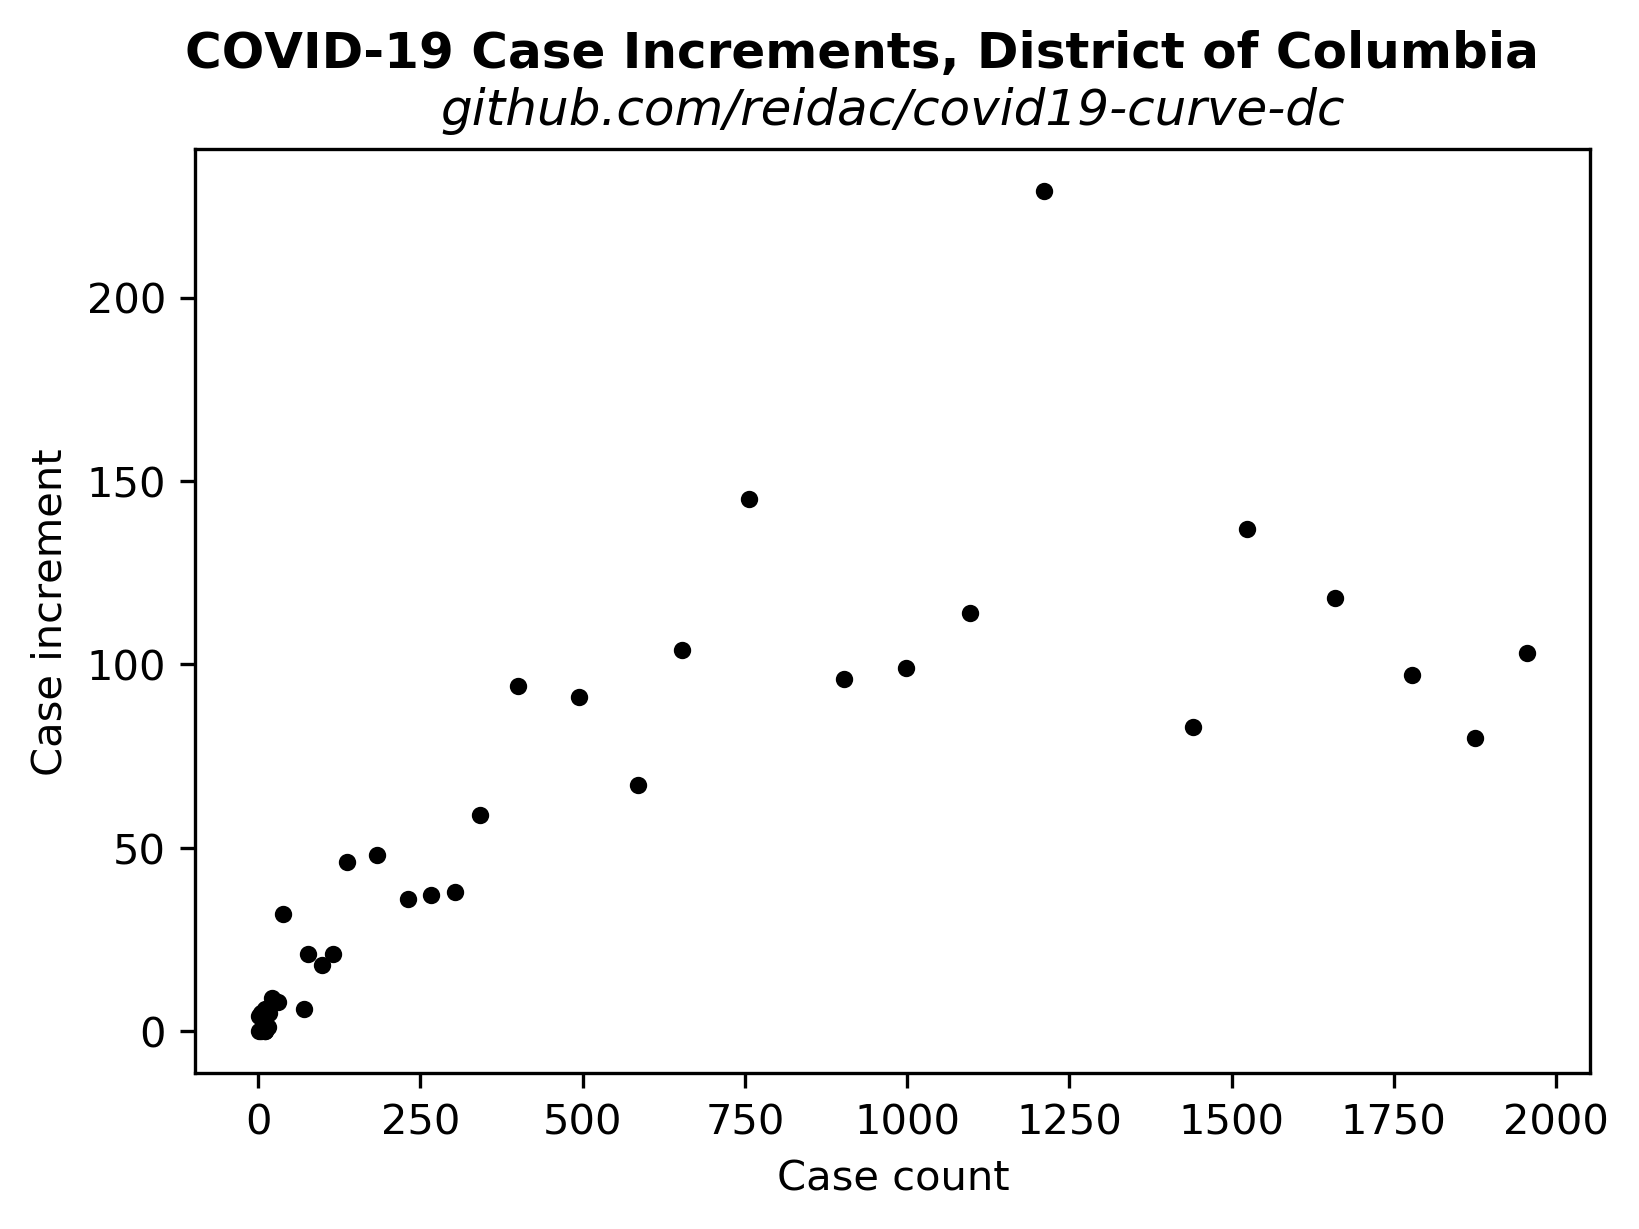 COVID-19 Case Increments, District of Columbia
github.com/reidac/covid19-curve-dc
Case increment
200
150
100
50
0
0 250 500 750 1000 1250 1500 1750 2000
Case count